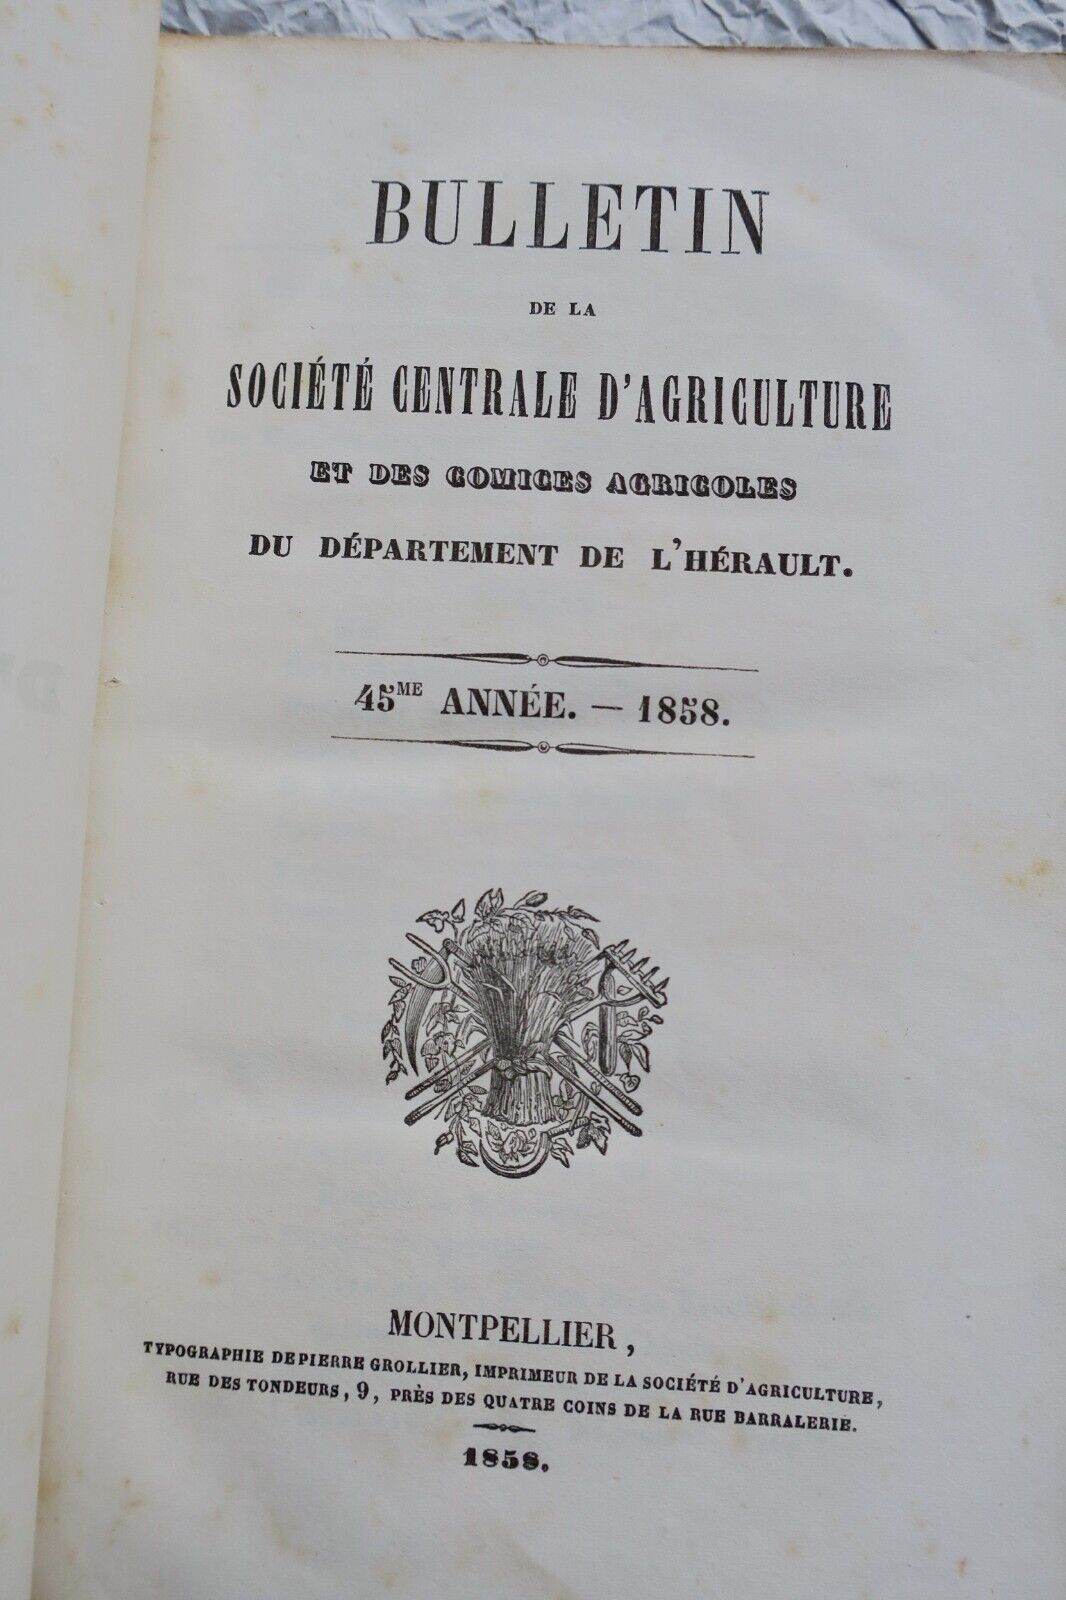 BULLETIN
DE LA
SOCIÉTÉ CENTRALE D'AGRICULTURE
ET DES COMICES AGRICOLES
DU DÉPARTEMENT DE L'HÉRAULT.
45ME ANNÉE. — 1858.
MONTPELLIER,
TYPOGRAPHIE DE PIERRE GROLLIER, IMPRIMEUR DE LA SOCIÉTÉ D'AGRICULTURE,
RUE DES TONDEURS, 9, PRÈS DES QUATRE COINS DE LA RUE BARRALERIE.
1858.